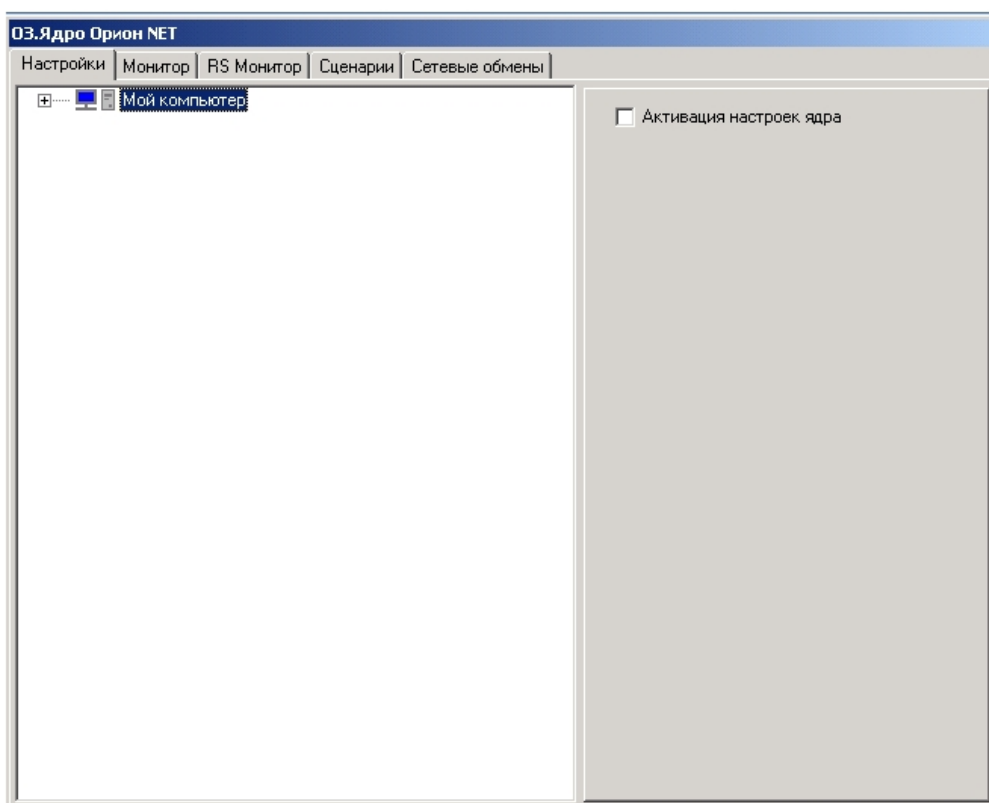 03.Ядро Орион NET
Настройки Монитор RS Монитор Сценарии Сетевые обмены
Мой компьютер
Активация настроек ядра